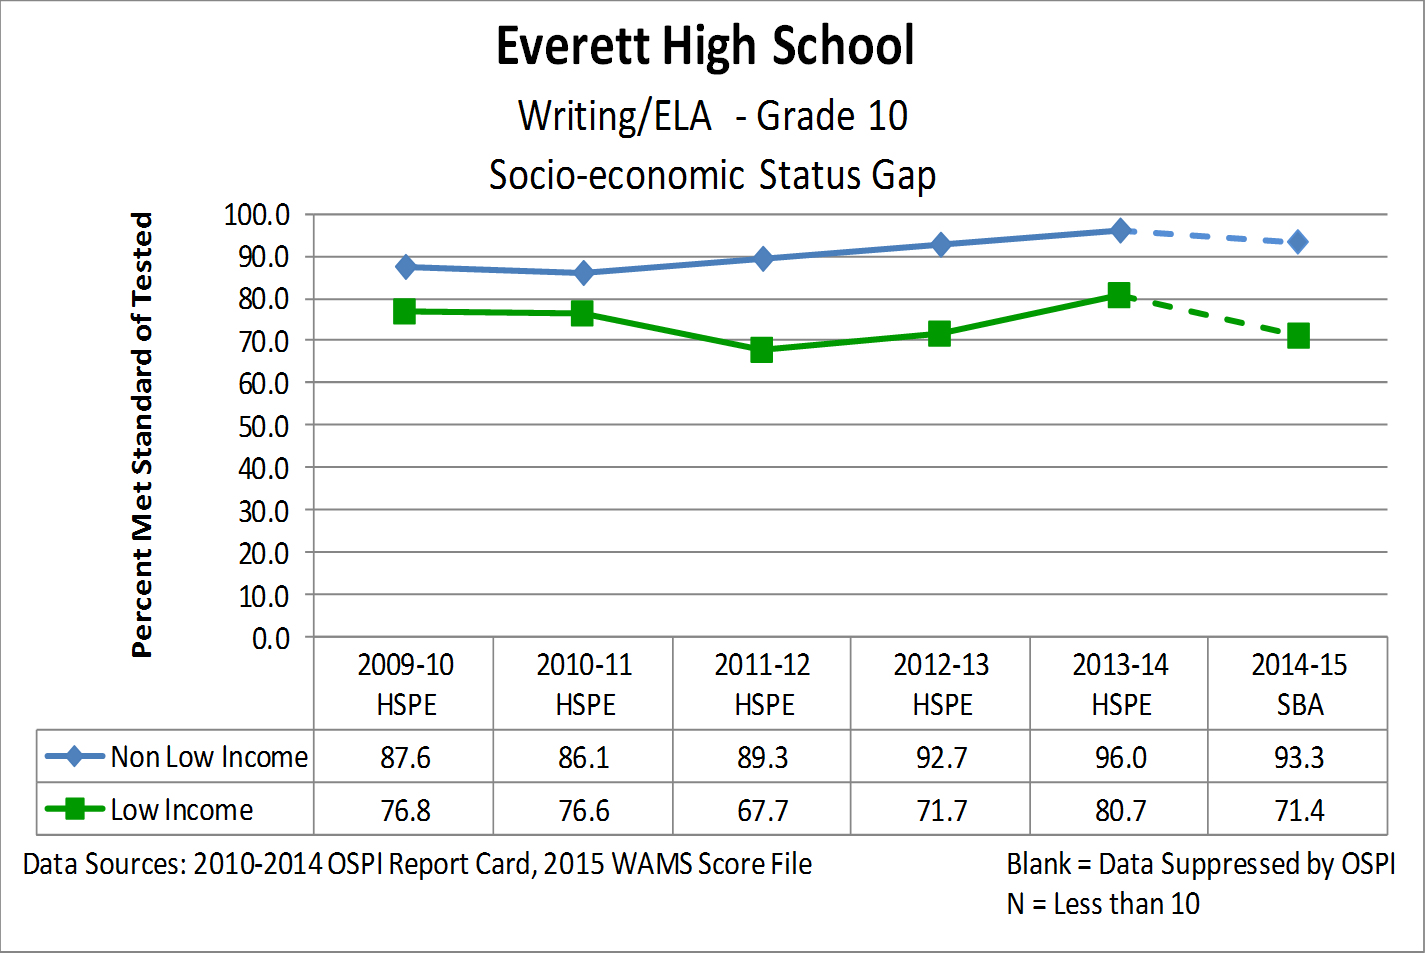 Everett High School
Writing/ELA - Grade 10
Socio-economic Status Gap
Percent Met Standard of Tested
100.0
90.0
80.0
70.0
60.0
50.0
40.0
30.0
20.0
10.0
0.0
2009-10 2010-11 2011-12 2012-13 2013-14 2014-15
HSPE HSPE HSPE HSPE HSPE SBA
Non Low Income 87.6 86.1 89.3 92.7 96.0 93.3
Low Income 76.8 76.6 67.7 71.7 80.7 71.4
Data Sources: 2010-2014 OSPI Report Card, 2015 WAMS Score File Blank = Data Suppressed by OSPI
N = Less than 10